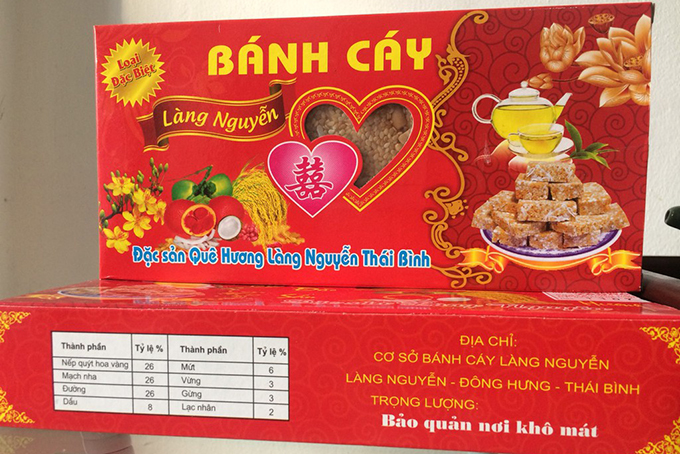 Loại
Đặc Biệt
BÁNH CÁY
Làng Nguyễn
囍
Đặc sản Quê Hương Làng Nguyễn Thái Bình
Thành phần Tỷ lệ % Thành phần Tỷ lệ %
Nếp quýt hoa vàng 26 Mứt 6
Mạch nha 26 Vừng 3
Đường 26 Gừng 3
Dầu 8 Lạc nhân 2
ĐỊA CHỈ:
CƠ SỞ BÁNH CÁY LÀNG NGUYỄN
LÀNG NGUYỄN - ĐÔNG HƯNG - THÁI BÌNH
TRỌNG LƯỢNG:
Bảo quản nơi khô mát